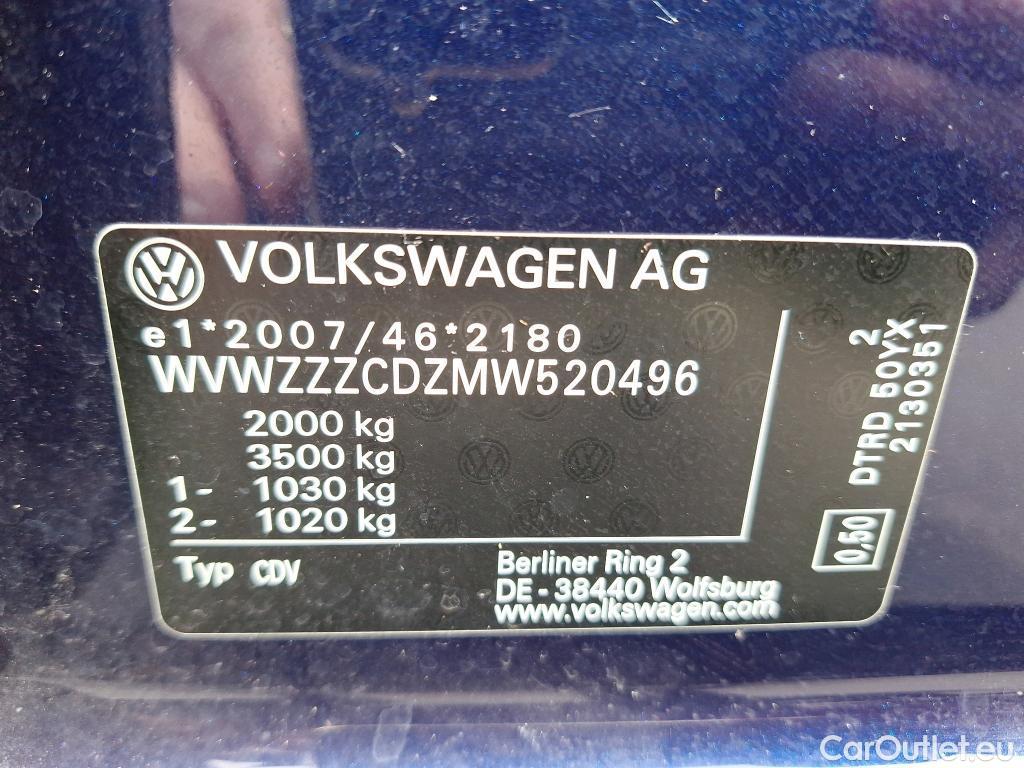 VOLKSWAGEN AG
e1*2007/46*2180
WVWZZZCDZMW520496
2000 kg
3500 kg
1- 1030 kg
2- 1020 kg
Typ CDV
Berliner Ring 2
DE - 38440 Wolfsburg
www.volkswagen.com
2
DTRD 50YX
2130351
0,50
CarOutlet.eu